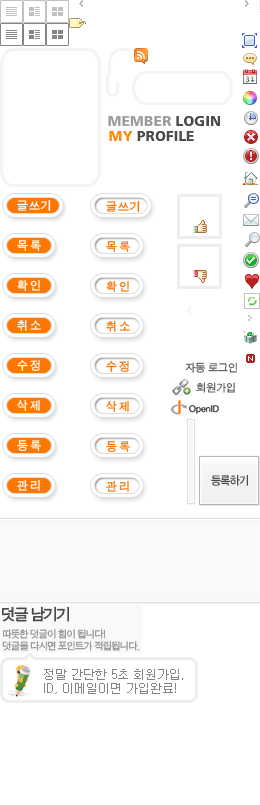 MEMBER LOGIN
MY PROFILE
글쓰기 글쓰기
목록 목록
확인 확인
취소 취소
수정 수정
삭제 삭제
등록 등록
관리 관리
31
N
자동 로그인
회원가입
OpenID
등록하기
덧글 남기기
따뜻한 덧글이 힘이 됩니다!
덧글을 다시면 포인트가 적립됩니다.
정말 간단한 5초 회원가입.
ID, 이메일이면 가입완료!